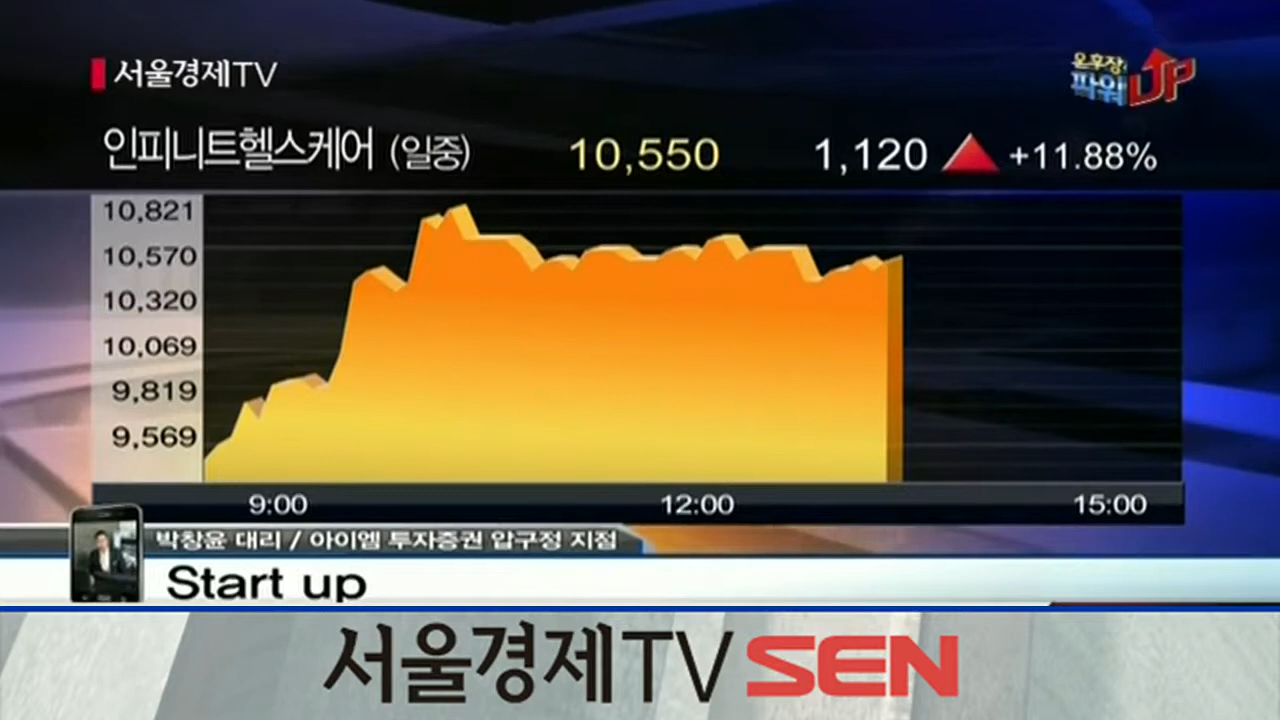 서울경제TV
오후장
파워 UP
인피니트헬스케어 (일중) 10,550 1,120 ▲ +11.88%
10,821
10,570
10,320
10,069
9,819
9,569
9:00 12:00 15:00
박창윤 대리 / 아이엠 투자증권 압구정 지점
Start up
서울경제TV SEN